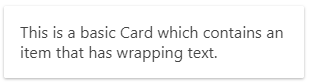 This is a basic Card which contains an
item that has wrapping text.